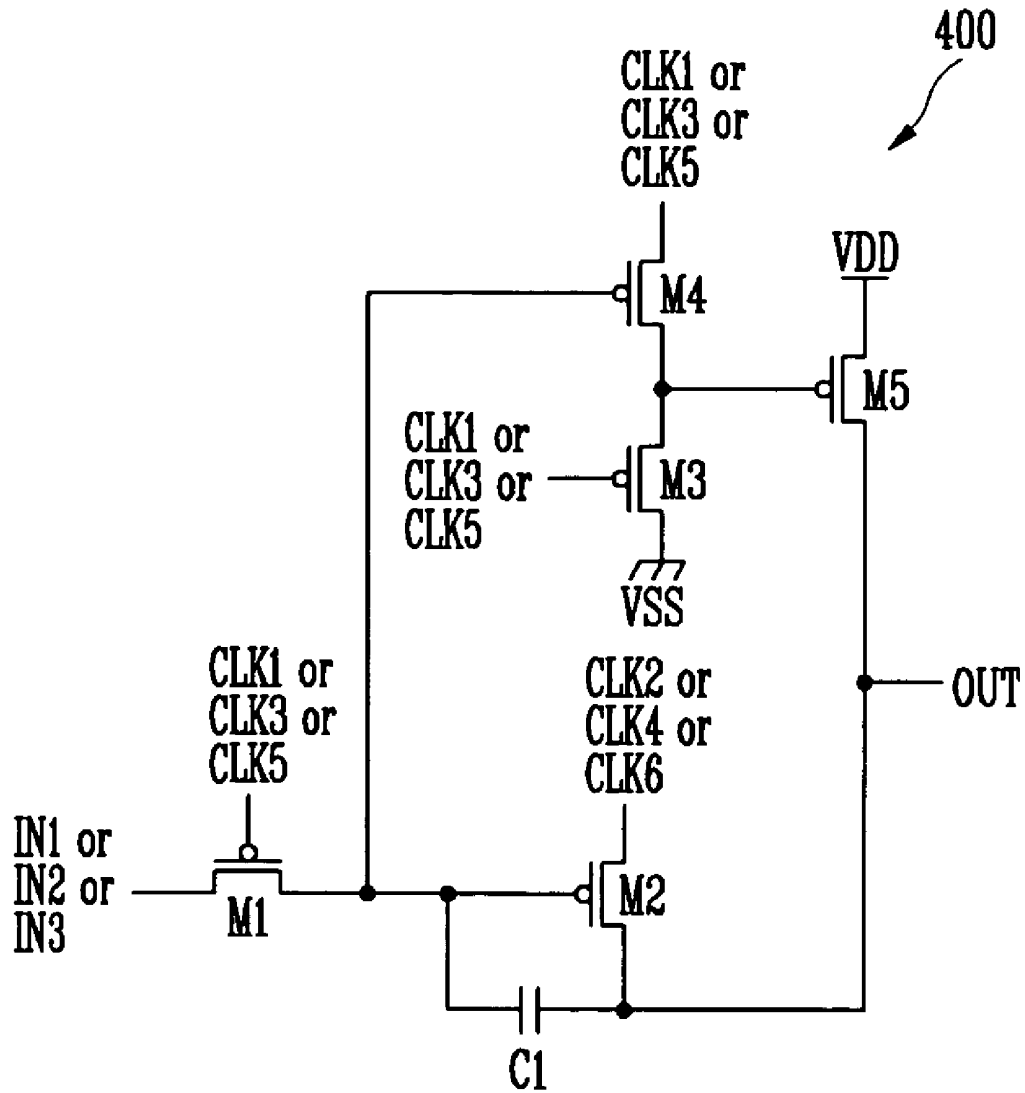 400
CLK1 or
CLK3 or
CLK5
VDD
M4
M5
CLK1 or
CLK3 or
CLK5
M3
VSS
CLK1 or
CLK3 or
CLK5
CLK2 or
CLK4 or
CLK6
OUT
IN1 or
IN2 or
IN3
M1
M2
C1